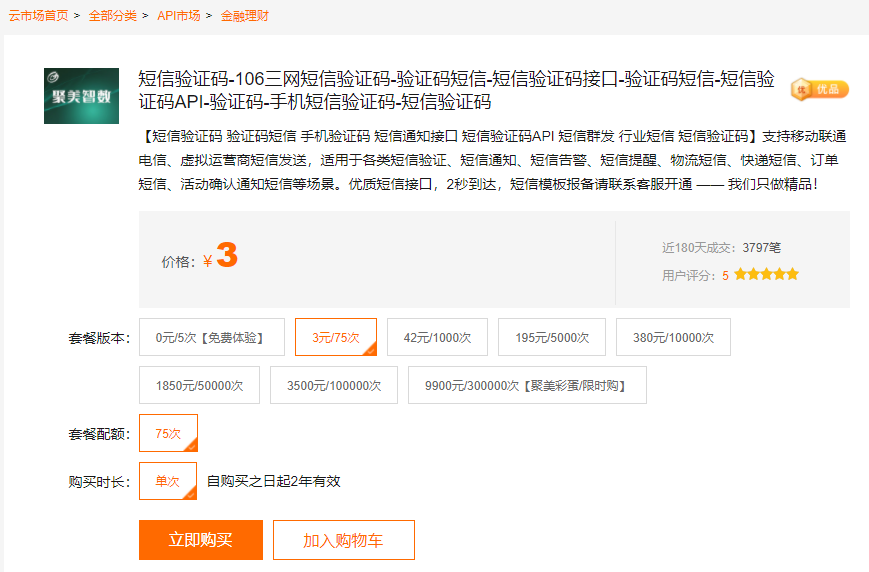 云市场首页 > 全部分类 > API市场 > 金融理财
聚美智数
短信验证码-106三网短信验证码-验证码短信-短信验证码接口-验证码短信-短信验
证码API-验证码-手机短信验证码-短信验证码
优 优品
【短信验证码 验证码短信 手机验证码 短信通知接口 短信验证码API 短信群发 行业短信 短信验证码】支持移动联通
电信、虚拟运营商短信发送，适用于各类短信验证、短信通知、短信告警、短信提醒、物流短信、快递短信、订单
短信、活动确认通知短信等场景。优质短信接口，2秒到达，短信模板报备请联系客服开通 —— 我们只做精品！
价格：¥3
近180天成交：3797笔
用户评分：5
套餐版本：
0元/5次【免费体验】
3元/75次
42元/1000次
195元/5000次
380元/10000次
1850元/50000次
3500元/100000次
9900元/300000次【聚美彩蛋/限时购】
套餐配额：
75次
购买时长：
单次
自购买之日起2年有效
立即购买
加入购物车